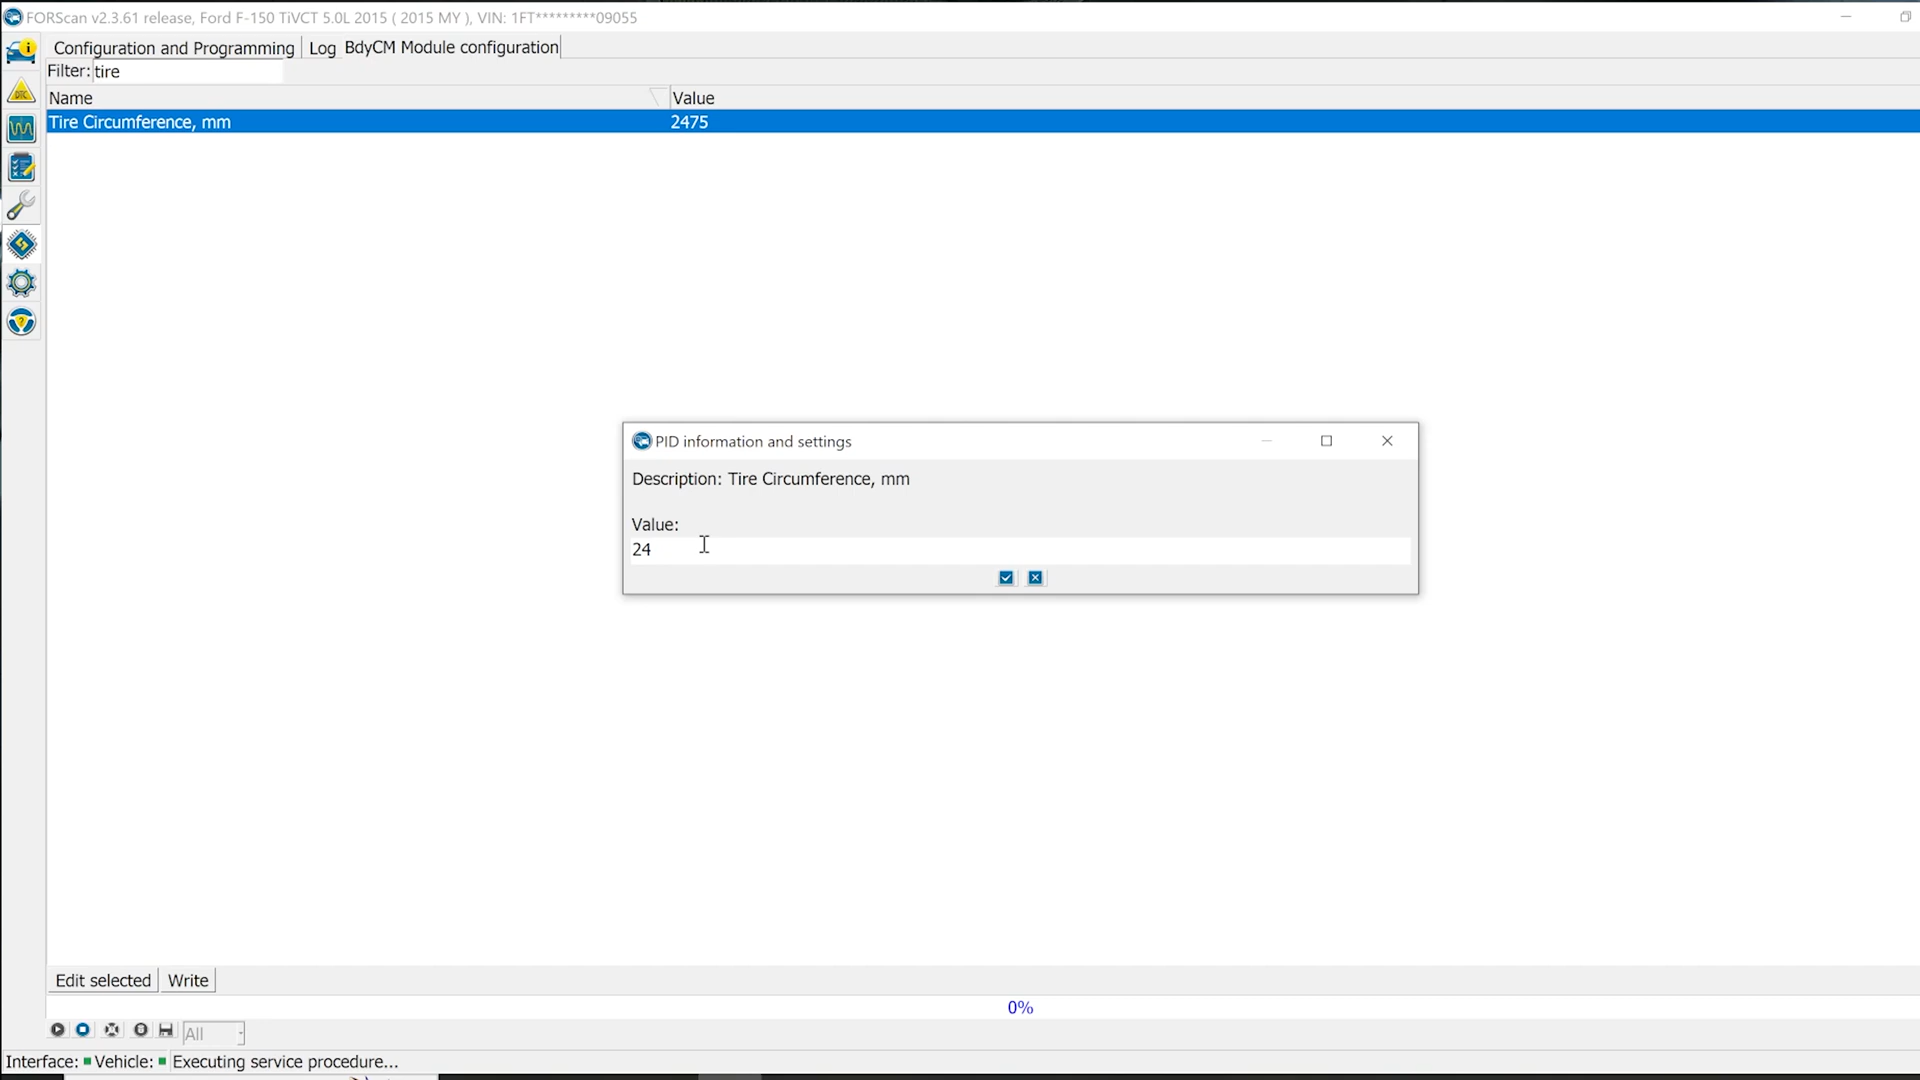 FORScan v2.3.61 release, Ford F-150 TiVCT 5.0L 2015 ( 2015 MY ), VIN: 1FT*********09055
Configuration and Programming Log BdyCM Module configuration
Filter: tire
Name Value
DTC
Tire Circumference, mm 2475
PID information and settings
Description: Tire Circumference, mm
Value:
24
Edit selected Write
0%
All
Interface: Vehicle: Executing service procedure...